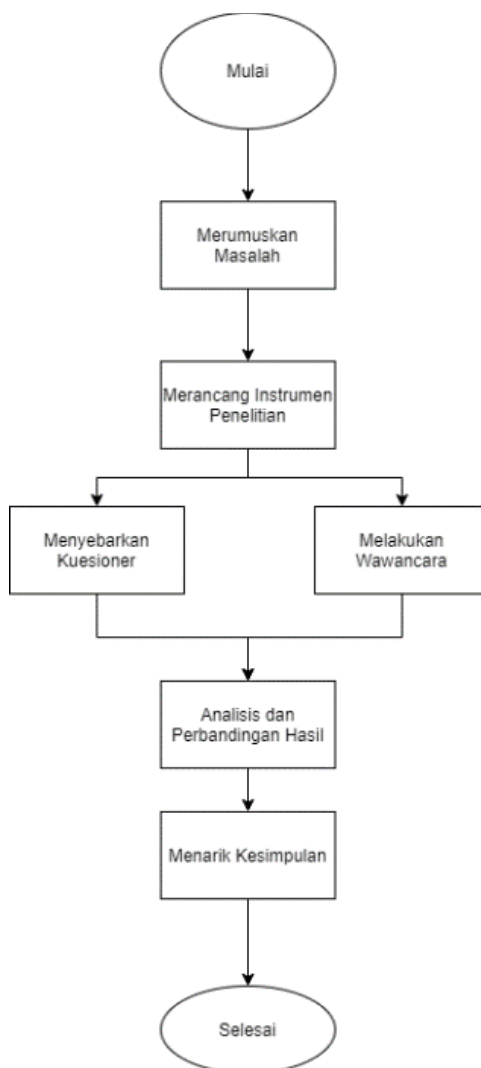 Mulai
Merumuskan
Masalah
Merancang Instrumen
Penelitian
Menyebarkan
Kuesioner
Melakukan
Wawancara
Analisis dan
Perbandingan Hasil
Menarik Kesimpulan
Selesai